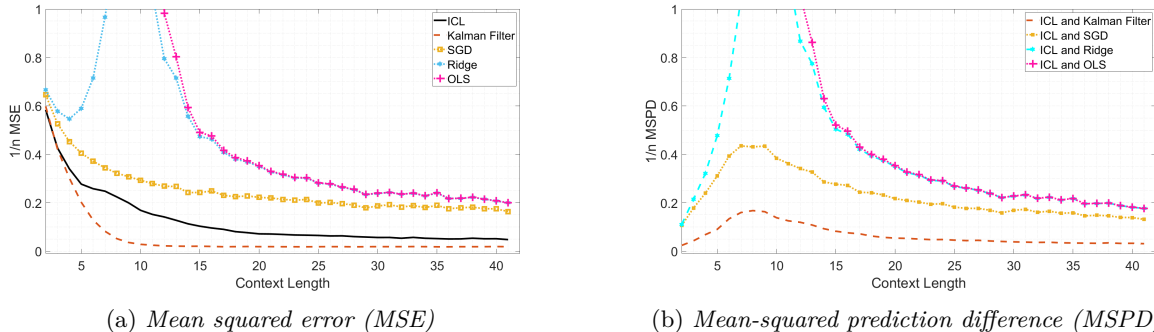 1
0.8
0.6
0.4
0.2
0
1/n MSE
5 10 15 20 25 30 35 40
Context Length
ICL
Kalman Filter
SGD
Ridge
OLS
(a) Mean squared error (MSE)
1
0.8
0.6
0.4
0.2
0
1/n MSPD
5 10 15 20 25 30 35 40
Context Length
ICL and Kalman Filter
ICL and SGD
ICL and Ridge
ICL and OLS
(b) Mean-squared prediction difference (MSPD)